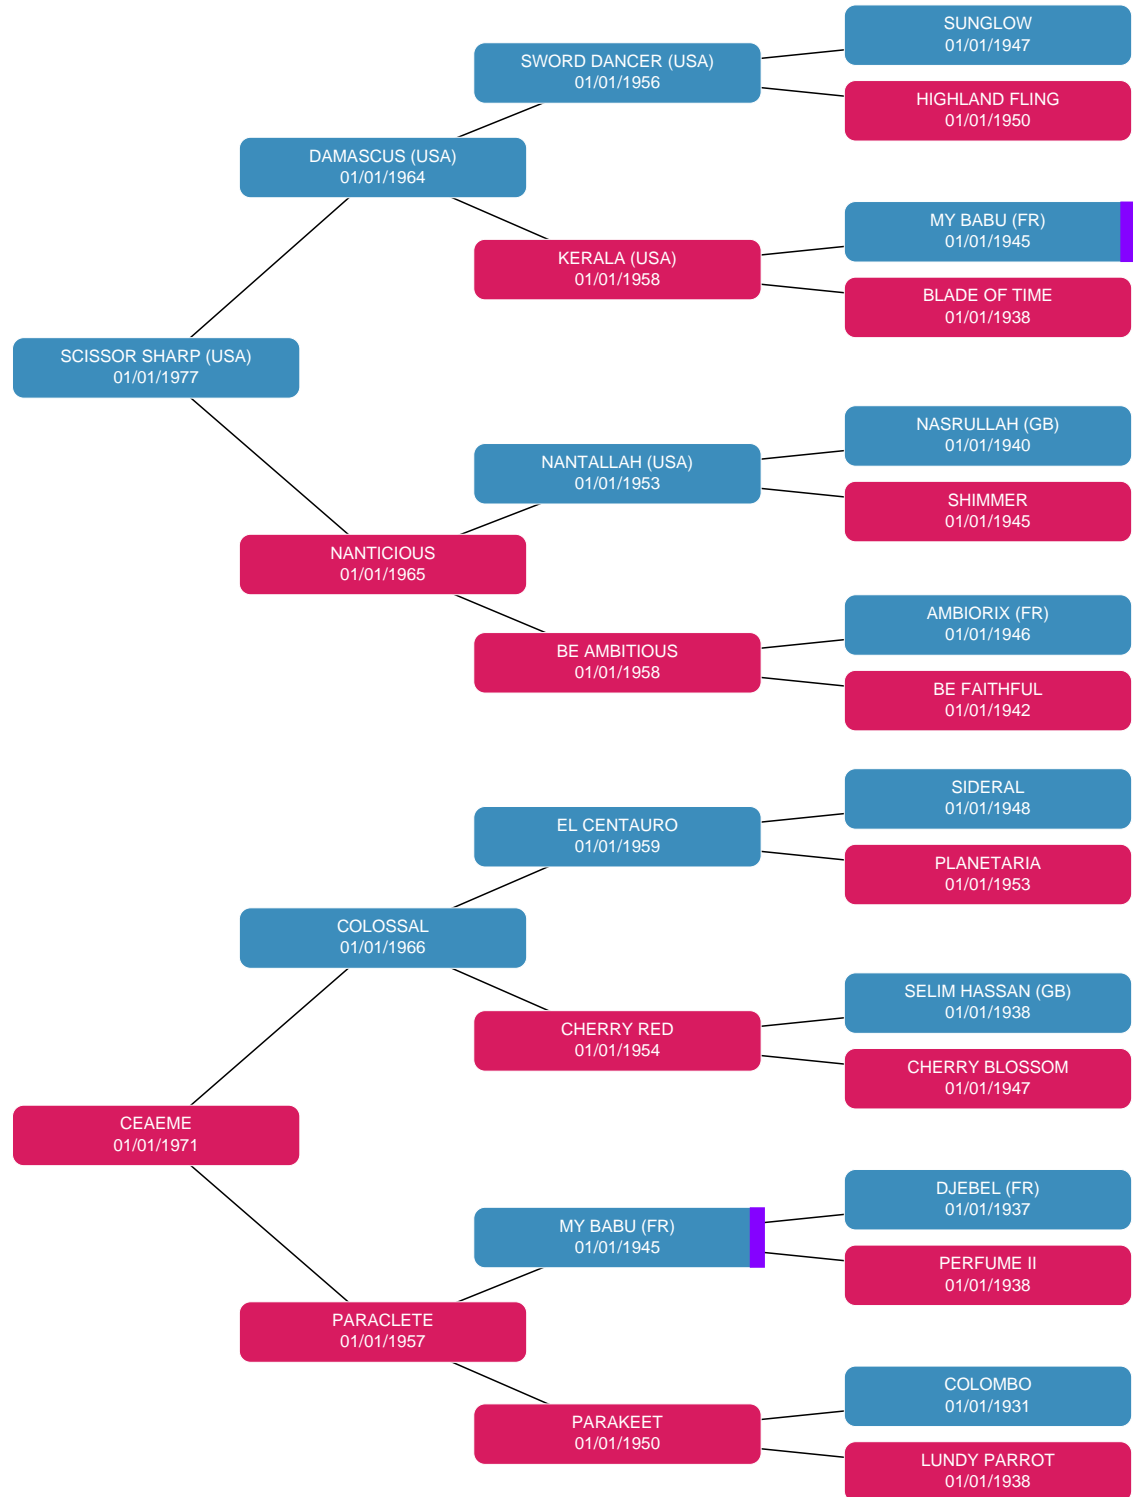 SUNGLOW
01/01/1947
SWORD DANCER (USA)
01/01/1956
HIGHLAND FLING
01/01/1950
DAMASCUS (USA)
01/01/1964
MY BABU (FR)
01/01/1945
KERALA (USA)
01/01/1958
BLADE OF TIME
01/01/1938
SCISSOR SHARP (USA)
01/01/1977
NASRULLAH (GB)
01/01/1940
NANTALLAH (USA)
01/01/1953
SHIMMER
01/01/1945
NANTICIOUS
01/01/1965
AMBIORIX (FR)
01/01/1946
BE AMBITIOUS
01/01/1958
BE FAITHFUL
01/01/1942
SIDERAL
01/01/1948
EL CENTAURO
01/01/1959
PLANETARIA
01/01/1953
COLOSSAL
01/01/1966
SELIM HASSAN (GB)
01/01/1938
CHERRY RED
01/01/1954
CHERRY BLOSSOM
01/01/1947
CEAEME
01/01/1971
DJEBEL (FR)
01/01/1937
MY BABU (FR)
01/01/1945
PERFUME II
01/01/1938
PARACLETE
01/01/1957
COLOMBO
01/01/1931
PARAKEET
01/01/1950
LUNDY PARROT
01/01/1938